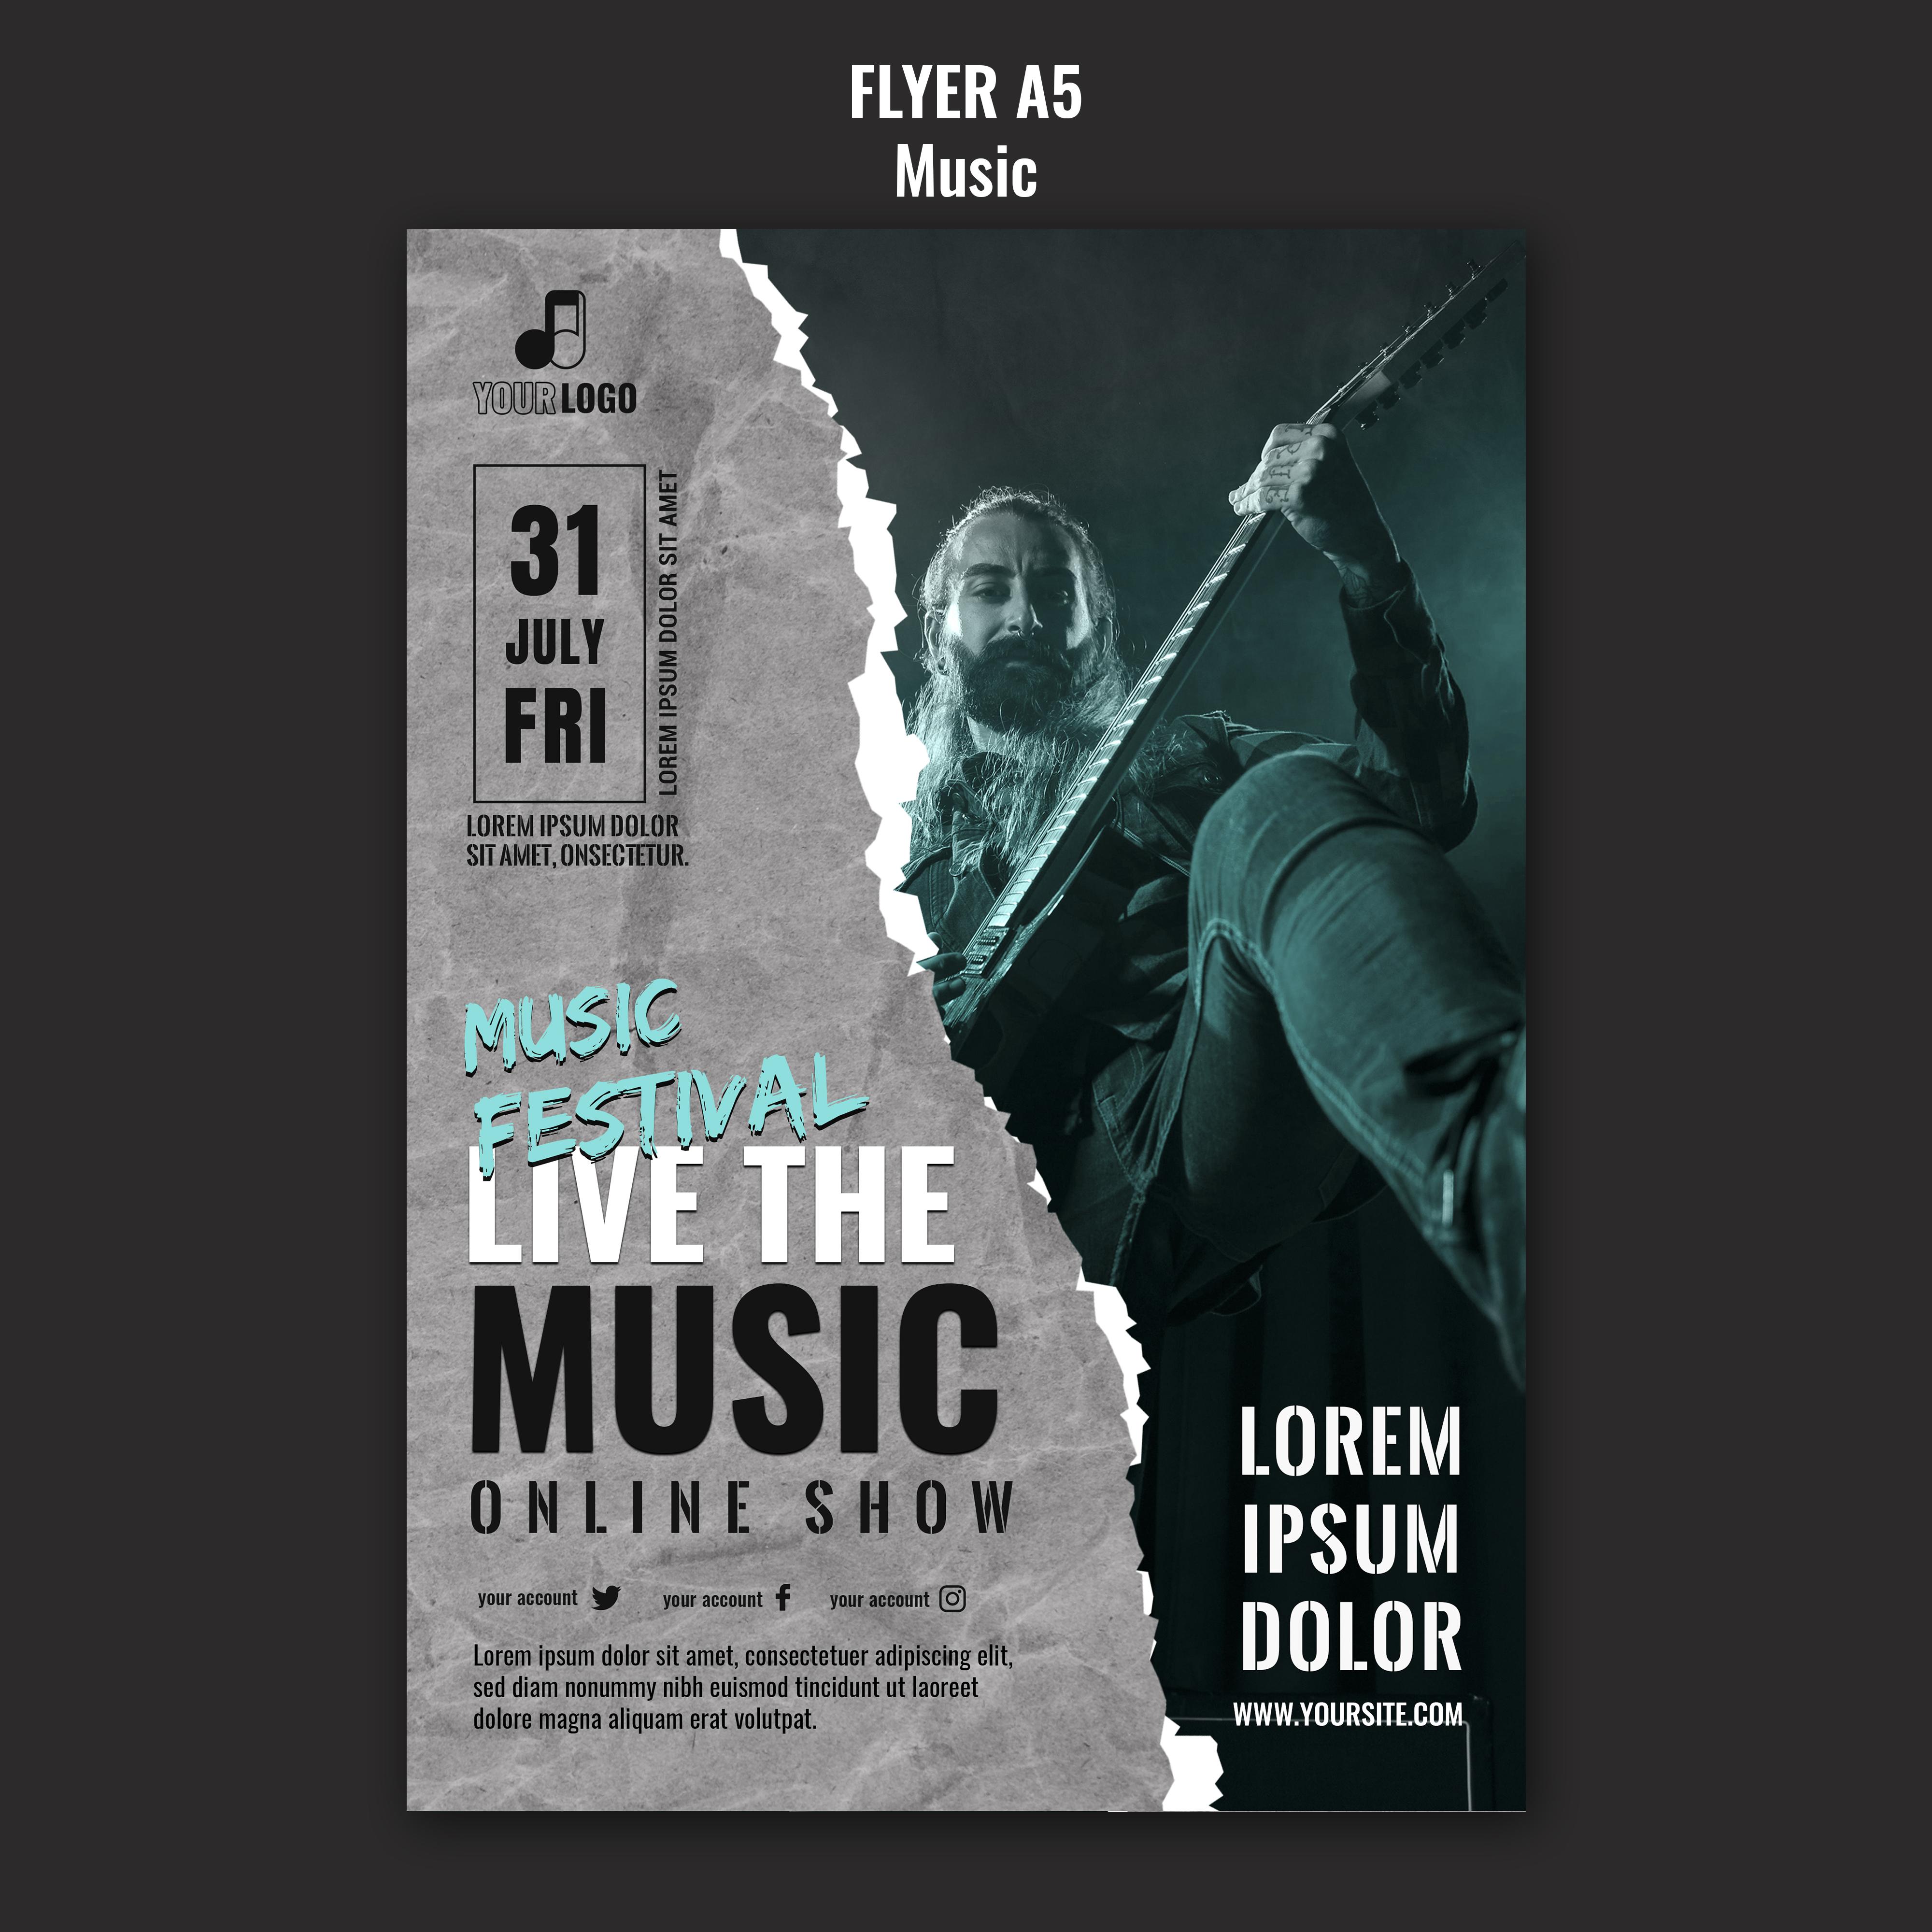 FLYER A5
Music
YOUR LOGO
31
JULY
FRI
LOREM IPSUM DOLOR SIT AMET
LOREM IPSUM DOLOR
SIT AMET, ONSECTETUR.
MUSIC
FESTIVAL
LIVE THE
MUSIC
ONLINE SHOW
your account
your account
your account
Lorem ipsum dolor sit amet, consectetuer adipiscing elit,
sed diam nonummy nibh euismod tincidunt ut laoreet
dolore magna aliquam erat volutpat.
LOREM
IPSUM
DOLOR
WWW.YOURSITE.COM